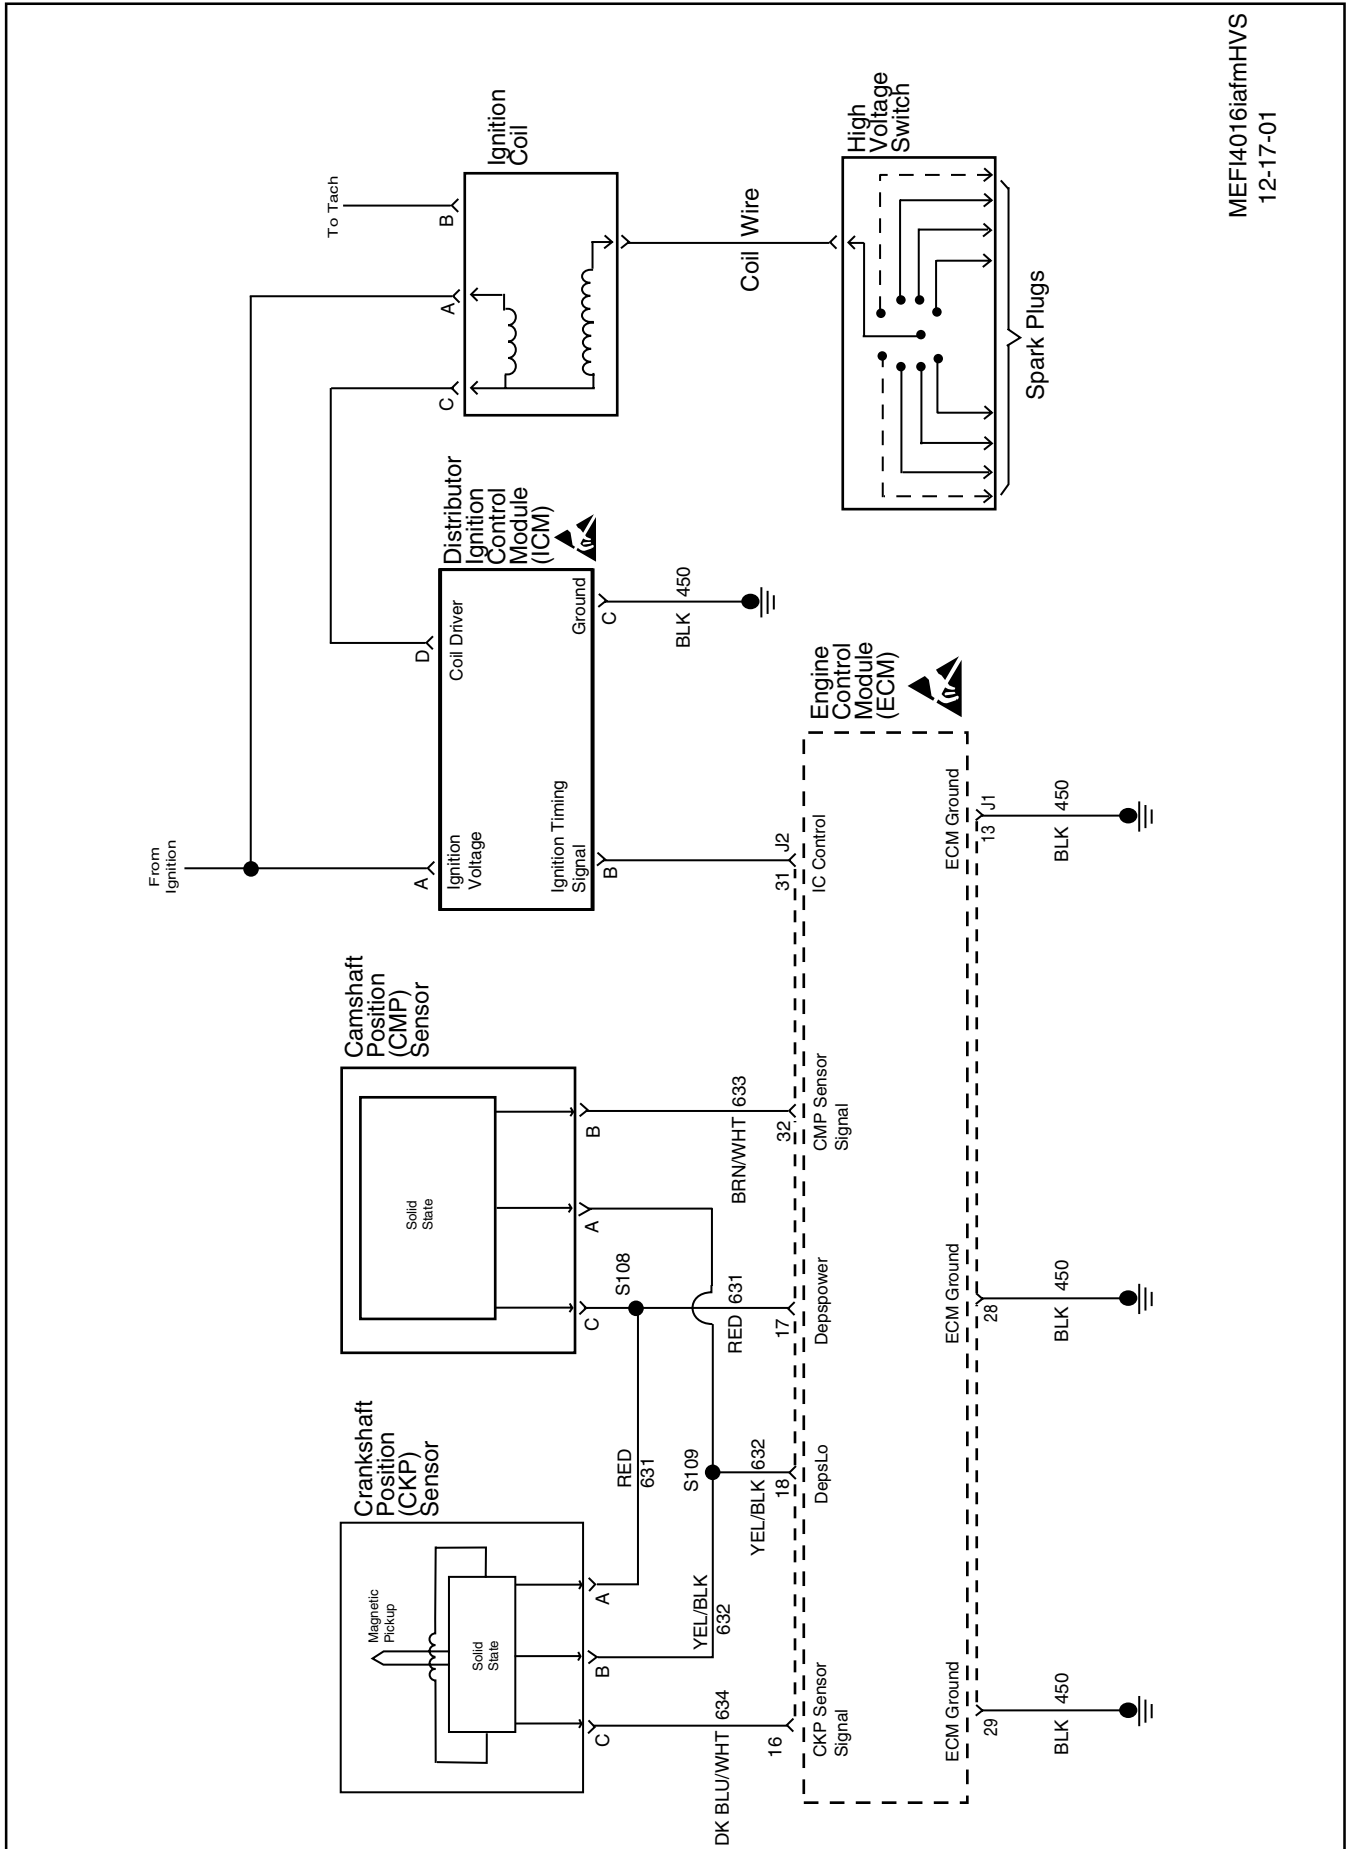 From
Ignition
To Tach
Ignition
Coil
C
A
B
Coil Wire
High
Voltage
Switch
Spark Plugs
Distributor
Ignition
Control
Module
(ICM)
A
D
Ignition
Voltage
Coil Driver
Ignition Timing
Signal
Ground
B
C
BLK 450
Camshaft
Position
(CMP)
Sensor
Solid
State
C
A
B
Crankshaft
Position
(CKP)
Sensor
Magnetic
Pickup
Solid
State
C
B
A
RED
631
S108
YEL/BLK
632
S109
DK BLU/WHT 634
YEL/BLK 632
RED 631
BRN/WHT 633
16
18
17
32
31
J2
CKP Sensor
Signal
DepsLo
Depspower
CMP Sensor
Signal
IC Control
Engine
Control
Module
(ECM)
ECM Ground
ECM Ground
ECM Ground
29
28
13
J1
BLK 450
BLK 450
BLK 450
MEFI4016iafmHVS
12-17-01